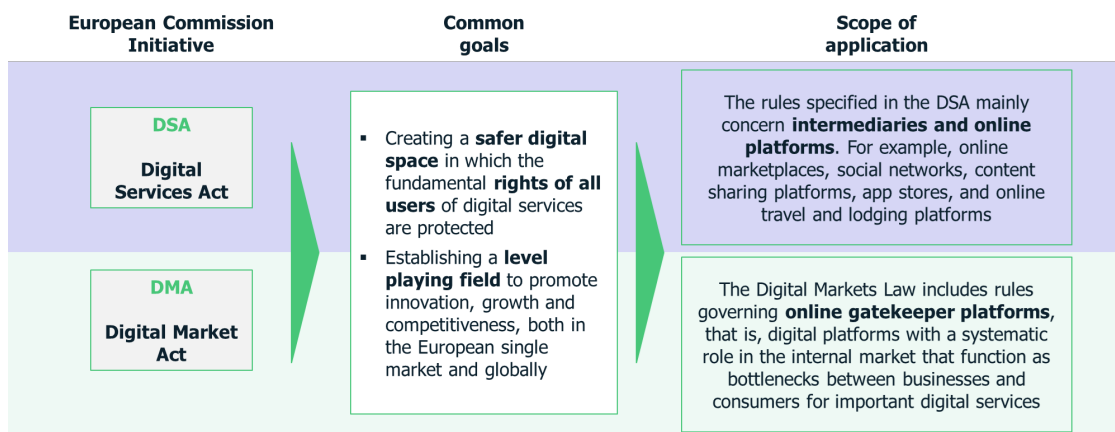 European Commission
Initiative
Common
goals
Scope of
application
DSA
Digital
Services Act
DMA
Digital Market
Act
▪ Creating a safer digital
space in which the
fundamental rights of all
users of digital services
are protected
▪ Establishing a level
playing field to promote
innovation, growth and
competitiveness, both in
the European single
market and globally
The rules specified in the DSA mainly
concern intermediaries and online
platforms. For example, online
marketplaces, social networks, content
sharing platforms, app stores, and online
travel and lodging platforms
The Digital Markets Law includes rules
governing online gatekeeper platforms,
that is, digital platforms with a systematic
role in the internal market that function as
bottlenecks between businesses and
consumers for important digital services